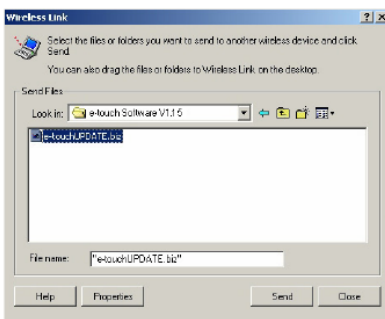 Wireless Link
Select the files or folders you want to send to another wireless device and click
Send.
You can also drag the files or folders to Wireless Link on the desktop.
Send Files
Look in: e-touch Software V1.15
e-touchUPDATE.biz
File name: "e-touchUPDATE.biz"
Help Properties Send Close